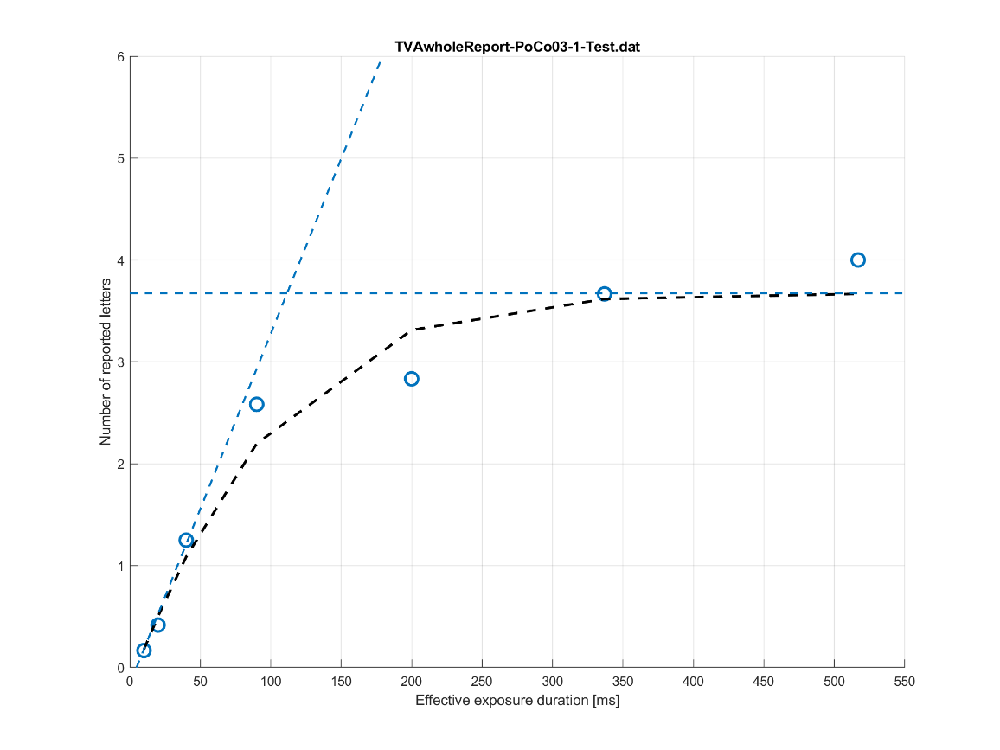 TVAwholeReport-PoCo03-1-Test.dat
6
5
4
3
2
1
0
Number of reported letters
0 50 100 150 200 250 300 350 400 450 500 550
Effective exposure duration [ms]